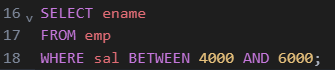 16 SELECT ename
17 FROM emp
18 WHERE sal BETWEEN 4000 AND 6000;